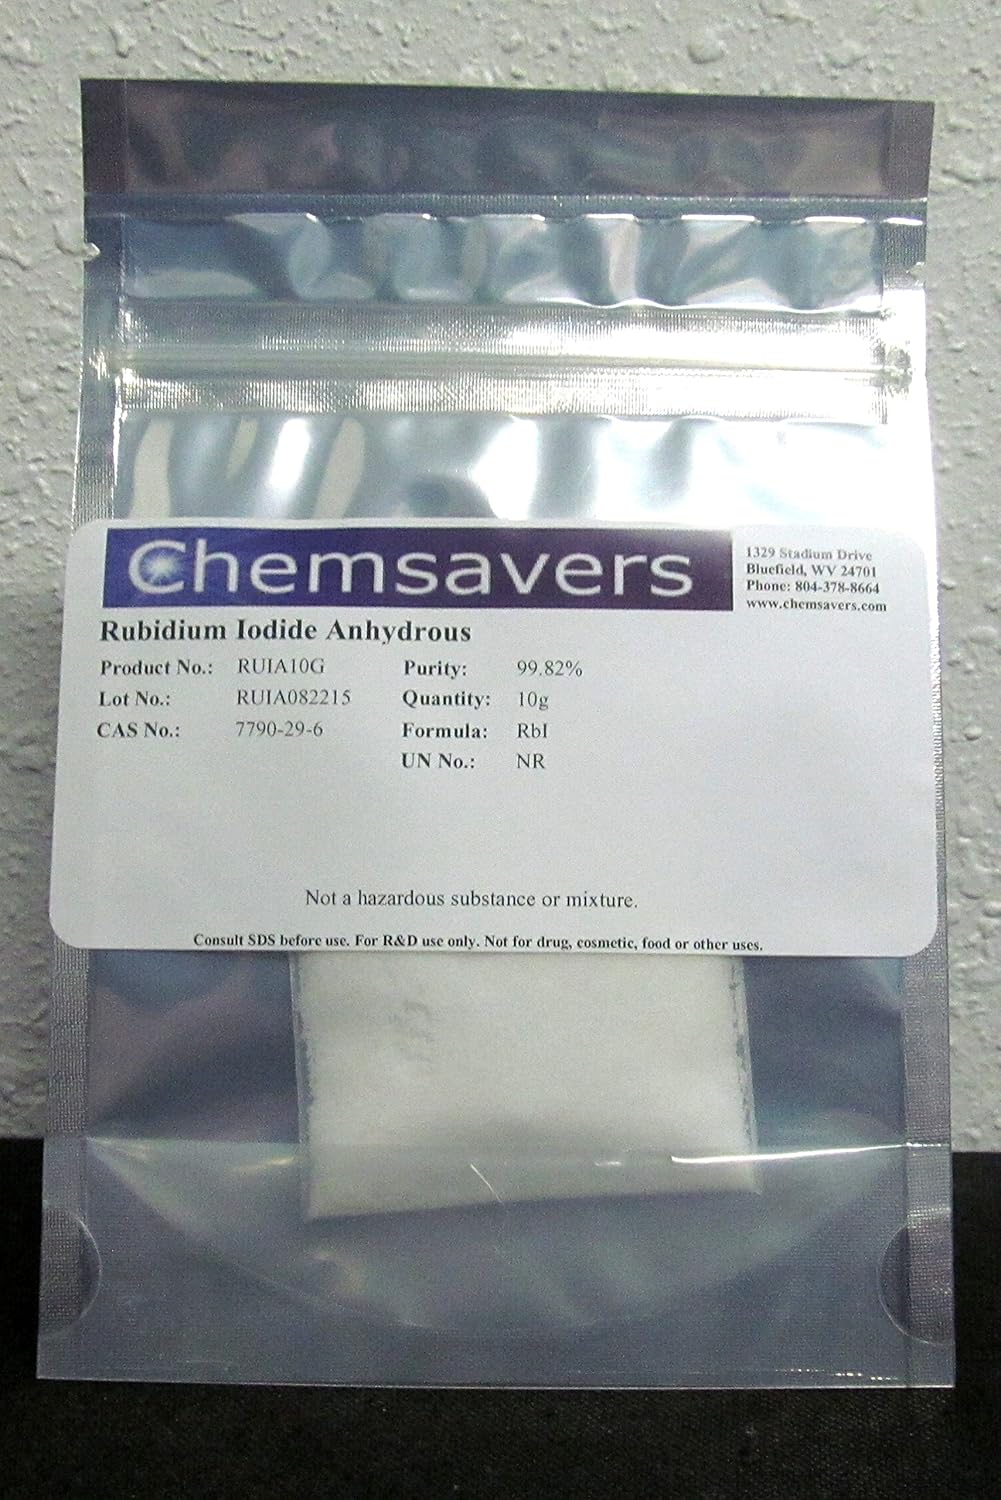 Chemsavers
1329 Stadium Drive
Bluefield, WV 24701
Phone: 804-378-8664
www.chemsavers.com
Rubidium Iodide Anhydrous
Product No.: RUIA10G Purity: 99.82%
Lot No.: RUIA082215 Quantity: 10g
CAS No.: 7790-29-6 Formula: RbI
UN No.: NR
Not a hazardous substance or mixture.
Consult SDS before use. For R&D use only. Not for drug, cosmetic, food or other uses.